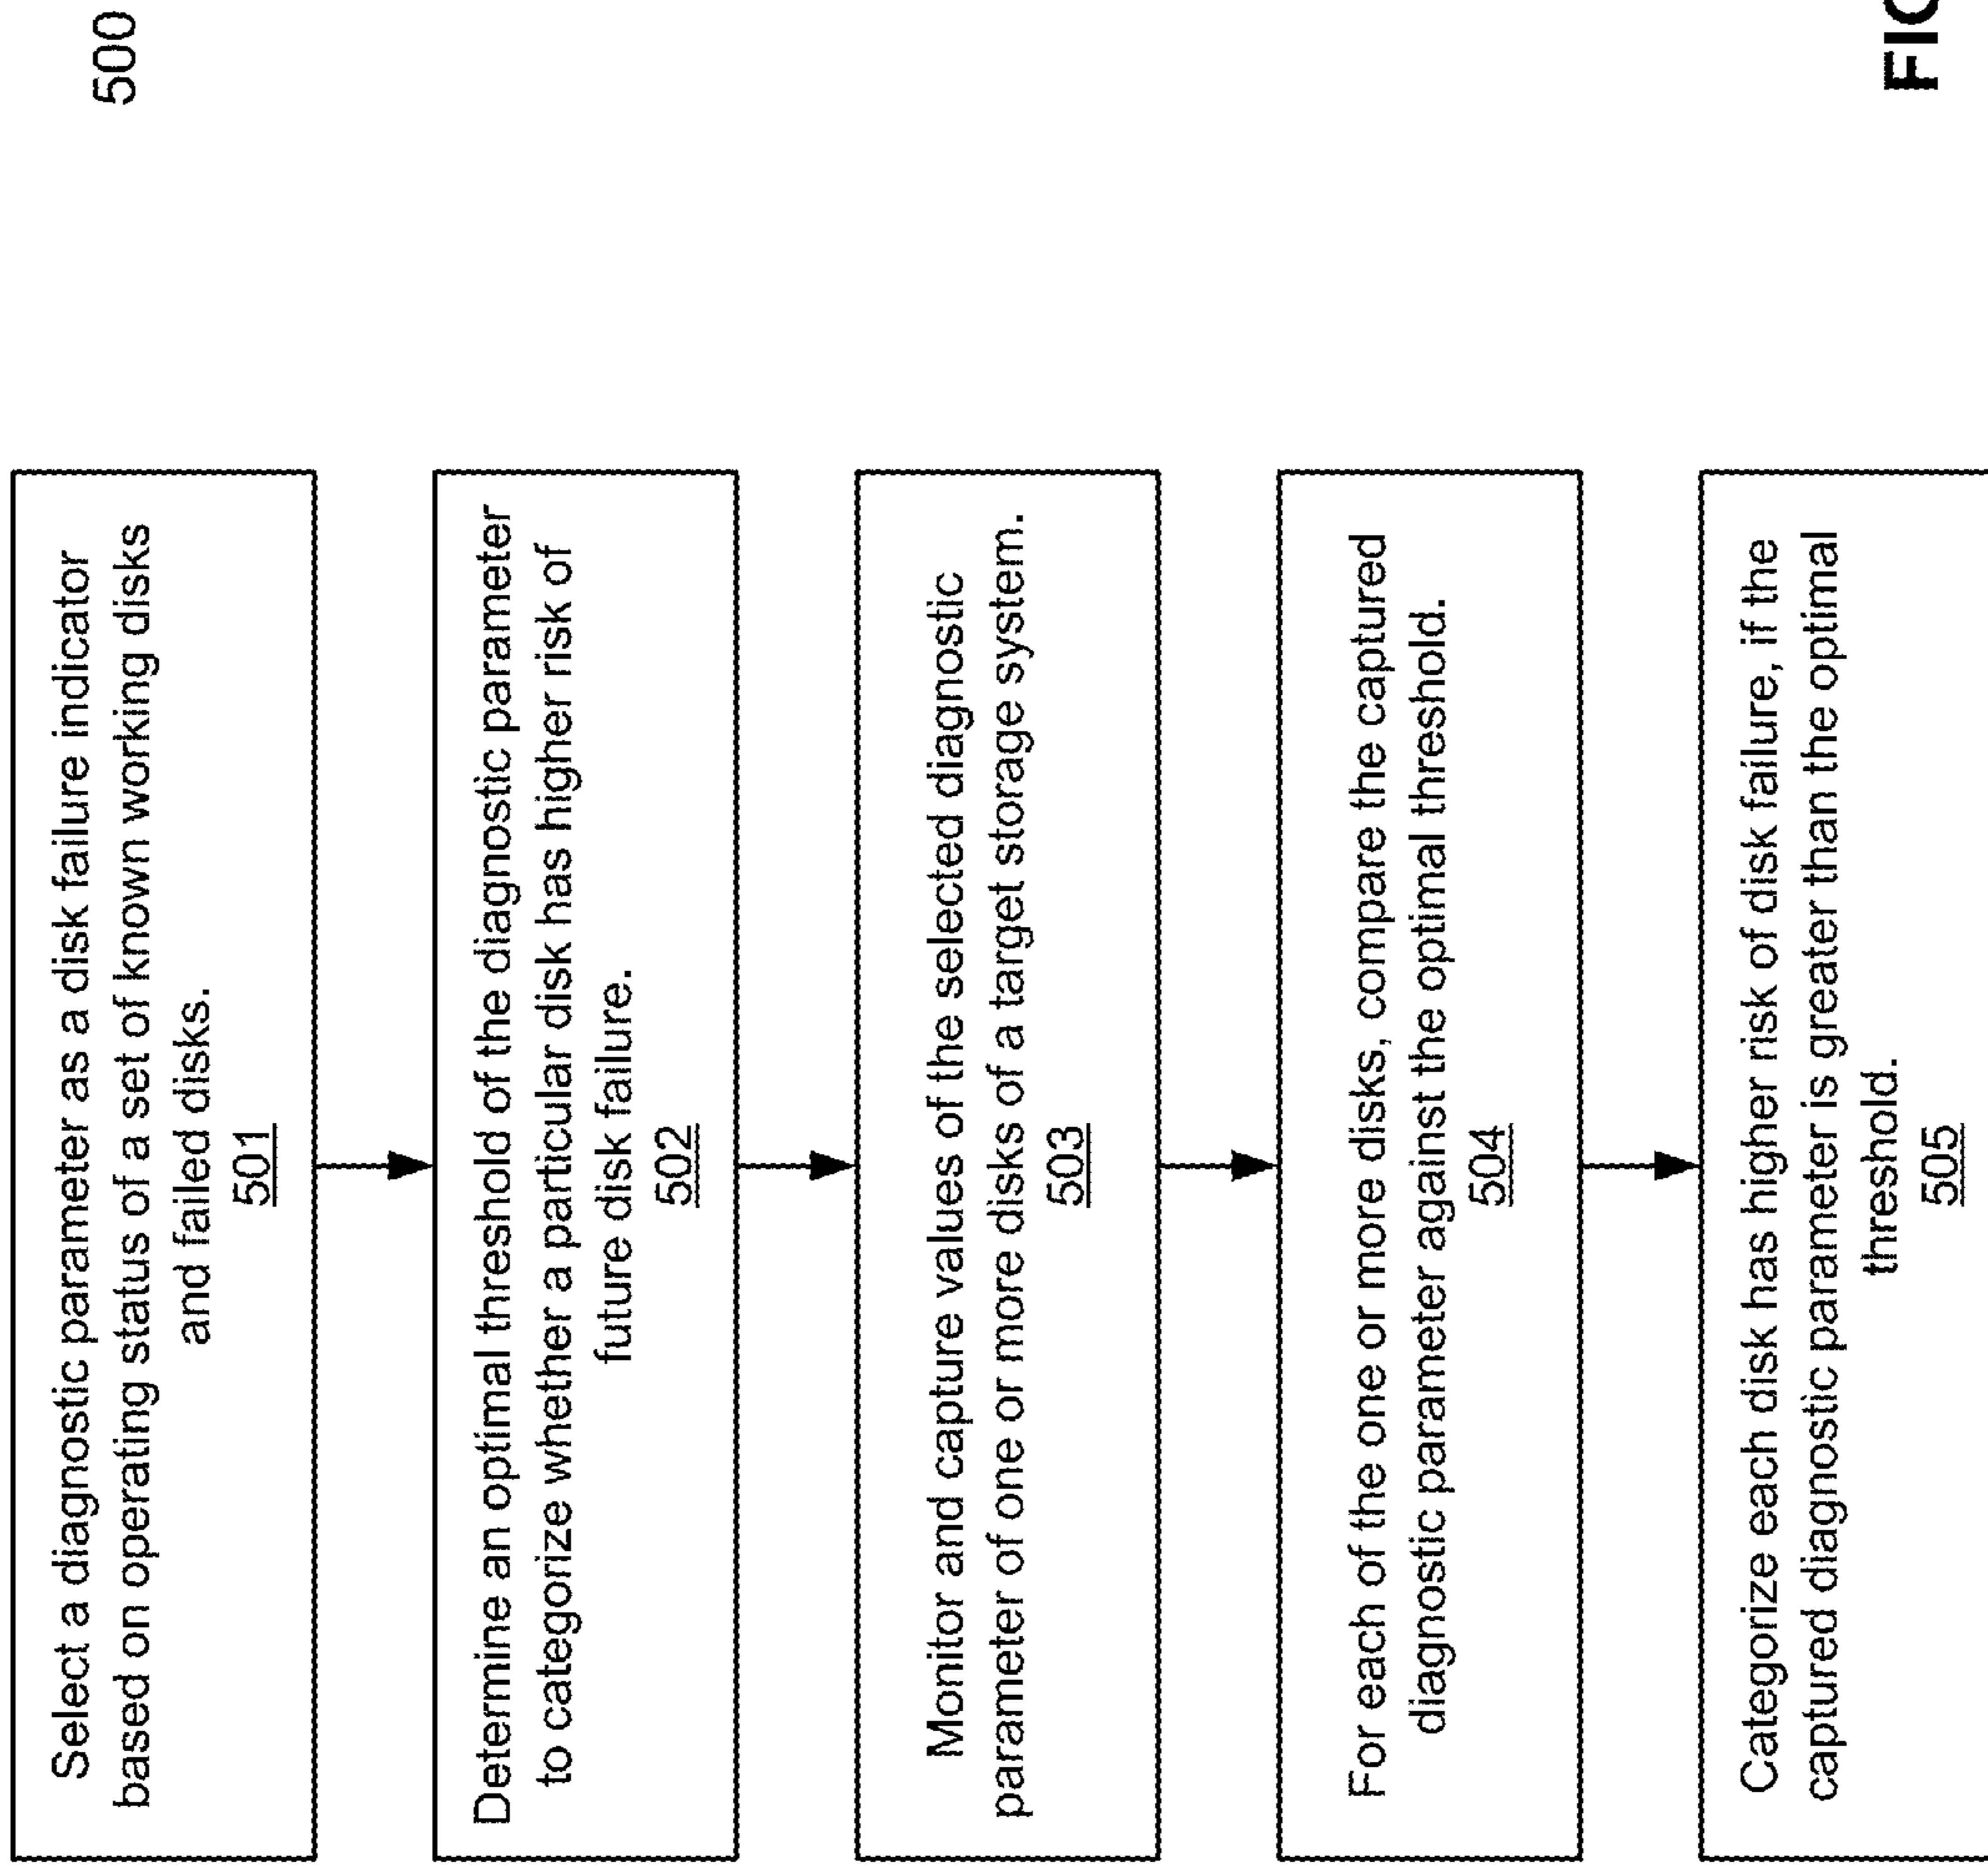 500
Select a diagnostic parameter as a disk failure indicator
based on operating status of a set of known working disks
and failed disks.
501
Determine an optimal threshold of the diagnostic parameter
to categorize whether a particular disk has higher risk of
future disk failure.
502
Monitor and capture values of the selected diagnostic
parameter of one or more disks of a target storage system.
503
For each of the one or more disks, compare the captured
diagnostic parameter against the optimal threshold.
504
Categorize each disk has higher risk of disk failure, if the
captured diagnostic parameter is greater than the optimal
threshold.
505